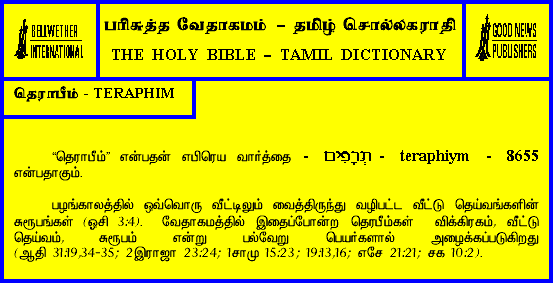 BELLWETHER
INTERNATIONAL
பரிசுத்த வேதாகமம் – தமிழ் சொல்லகராதி
THE HOLY BIBLE – TAMIL DICTIONARY
GOOD NEWS
PUBLISHERS
தெராபீம் - TERAPHIM
“தெராபீம்” என்பதன் எபிரெய வார்த்தை - תְּרָפִים - teraphiym - 8655
என்பதாகும்.
பழங்காலத்தில் ஒவ்வொரு வீட்டிலும் வைத்திருந்து வழிபட்ட வீட்டு தெய்வங்களின்
சுரூபங்கள் (ஓசி 3:4). வேதாகமத்தில் இதைப்போன்ற தெரபீம்கள் விக்கிரகம், வீட்டு
தெய்வம், சுரூபம் என்று பல்வேறு பெயர்களால் அழைக்கப்படுகிறது
(ஆதி 31:19,34-35; 2இராஜா 23:24; 1சாமு 15:23; 19:13,16; எசே 21:21; சக 10:2).